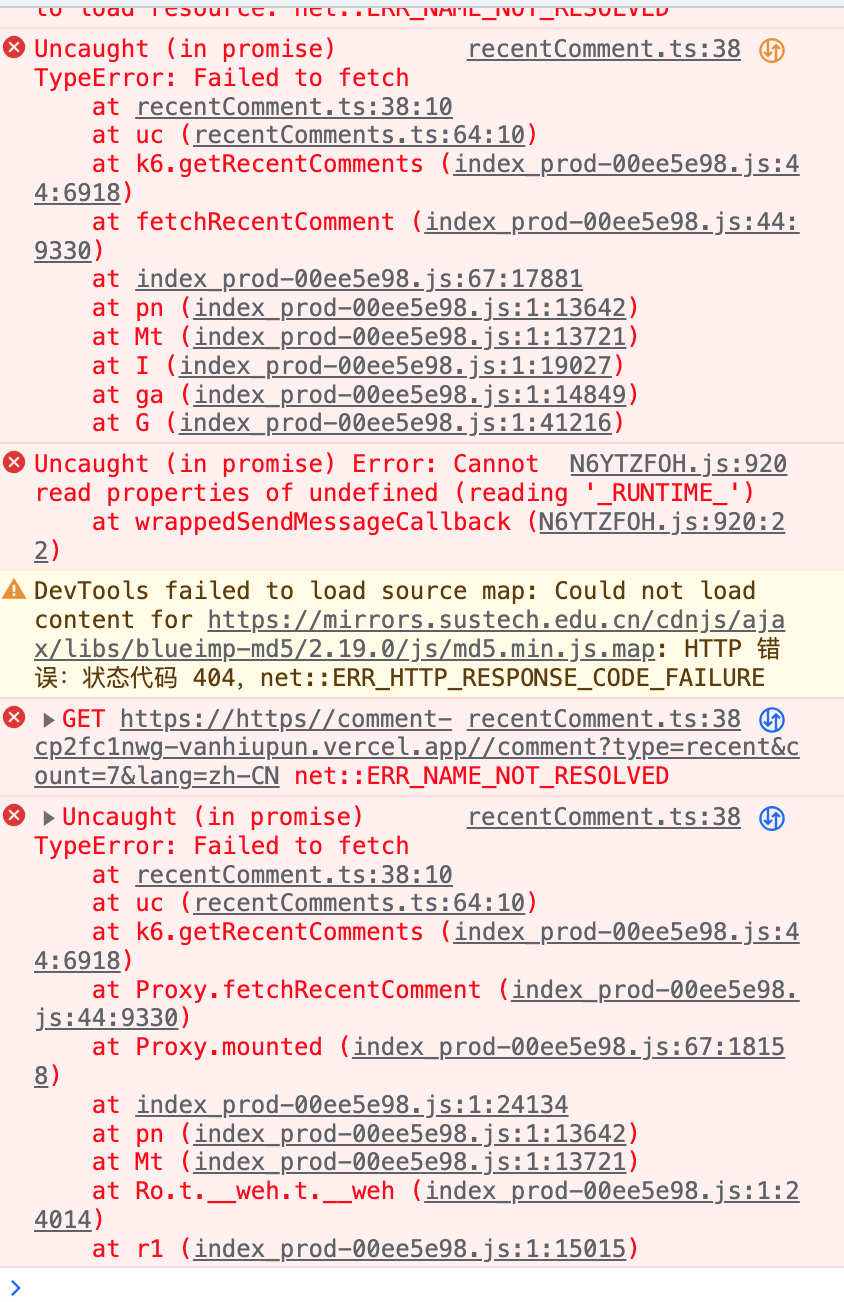 to load resource: net::ERR_NAME_NOT_RESOLVED
Uncaught (in promise) recentComment.ts:38
TypeError: Failed to fetch
at recentComment.ts:38:10
at uc (recentComments.ts:64:10)
at k6.getRecentComments (index_prod-00ee5e98.js:4
4:6918)
at fetchRecentComment (index_prod-00ee5e98.js:44:
9330)
at index_prod-00ee5e98.js:67:17881
at pn (index_prod-00ee5e98.js:1:13642)
at Mt (index_prod-00ee5e98.js:1:13721)
at I (index_prod-00ee5e98.js:1:19027)
at ga (index_prod-00ee5e98.js:1:14849)
at G (index_prod-00ee5e98.js:1:41216)
Uncaught (in promise) Error: Cannot N6YTZFOH.js:920
read properties of undefined (reading '_RUNTIME_')
at wrappedSendMessageCallback (N6YTZFOH.js:920:2
2)
DevTools failed to load source map: Could not load
content for https://mirrors.sustech.edu.cn/cdnjs/aja
x/libs/blueimp-md5/2.19.0/js/md5.min.js.map: HTTP 错
误：状态代码 404，net::ERR_HTTP_RESPONSE_CODE_FAILURE
GET https://https//comment- recentComment.ts:38
cp2fc1nwg-vanhiupun.vercel.app//comment?type=recent&c
ount=7&lang=zh-CN net::ERR_NAME_NOT_RESOLVED
Uncaught (in promise) recentComment.ts:38
TypeError: Failed to fetch
at recentComment.ts:38:10
at uc (recentComments.ts:64:10)
at k6.getRecentComments (index_prod-00ee5e98.js:4
4:6918)
at Proxy.fetchRecentComment (index_prod-00ee5e98.
js:44:9330)
at Proxy.mounted (index_prod-00ee5e98.js:67:1815
8)
at index_prod-00ee5e98.js:1:24134
at pn (index_prod-00ee5e98.js:1:13642)
at Mt (index_prod-00ee5e98.js:1:13721)
at Ro.t.__weh.t.__weh (index_prod-00ee5e98.js:1:2
4014)
at r1 (index_prod-00ee5e98.js:1:15015)